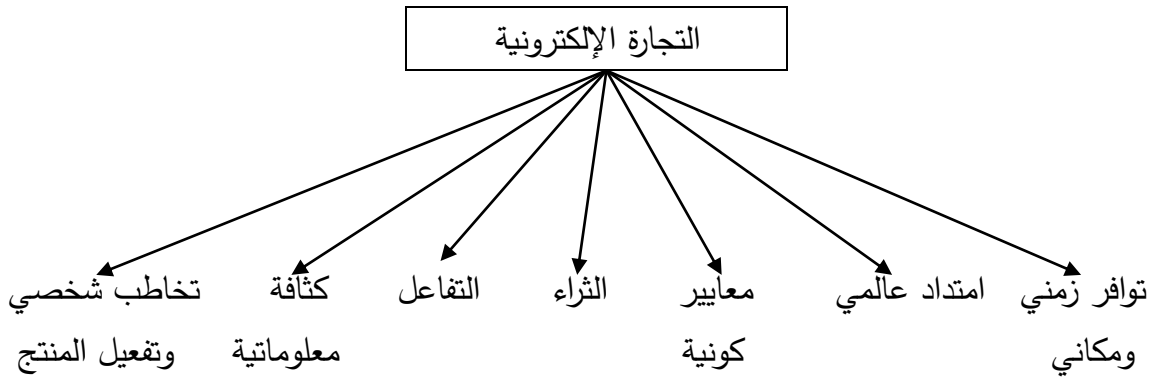 التجارة الإلكترونية
توافر زمني
ومكاني
امتداد عالمي
معايير
كونية
الثراء
التفاعل
كثافة
معلوماتية
تخاطب شخصي
وتفعيل المنتج